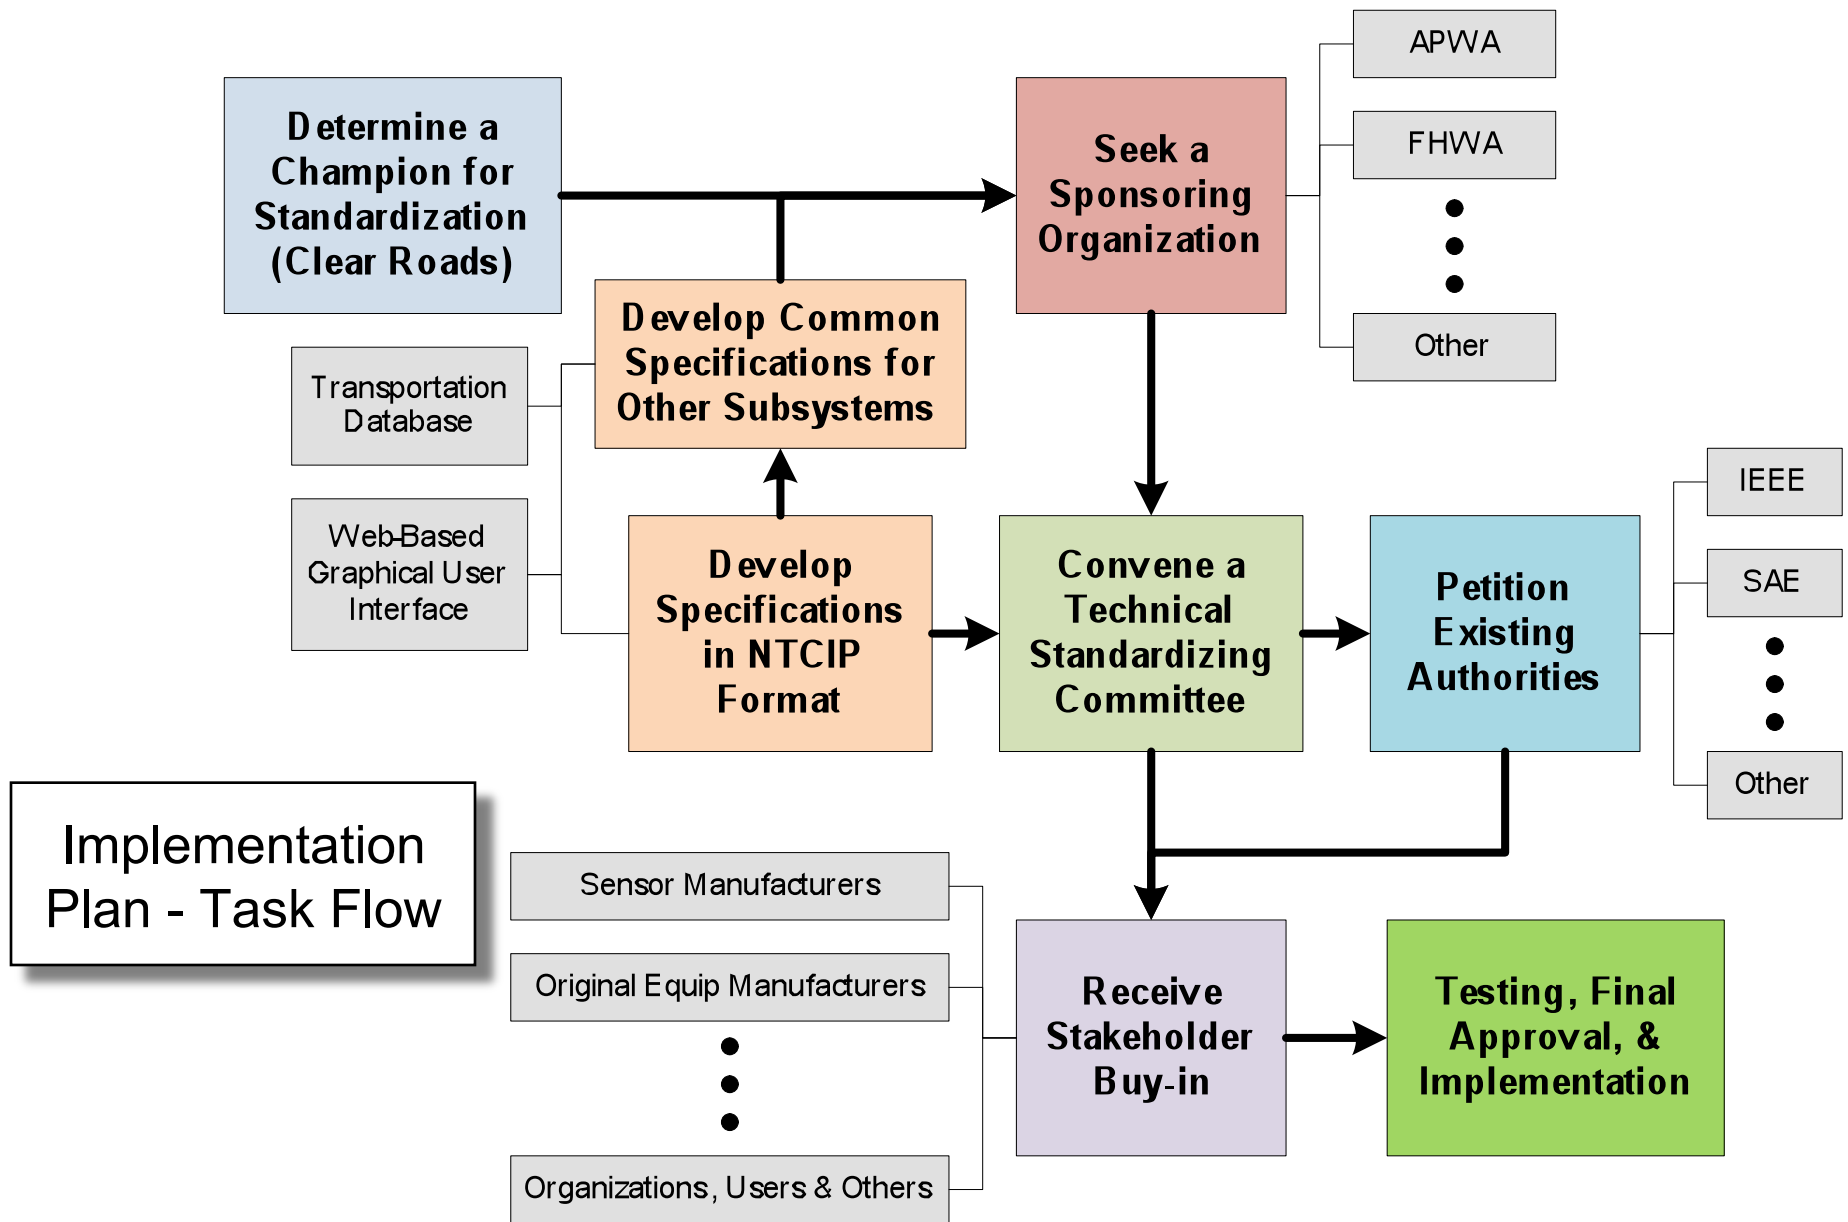 APWA
Determine a
Champion for
Standardization
(Clear Roads)
Seek a
Sponsoring
Organization
FHWA
Other
Develop Common
Specifications for
Other Subsystems
Transportation
Database
Web-Based
Graphical User
Interface
Develop
Specifications
in NTCIP
Format
Convene a
Technical
Standardizing
Committee
Petition
Existing
Authorities
IEEE
SAE
Other
Implementation
Plan - Task Flow
Sensor Manufacturers
Original Equip Manufacturers
Organizations, Users & Others
Receive
Stakeholder
Buy-in
Testing, Final
Approval, &
Implementation